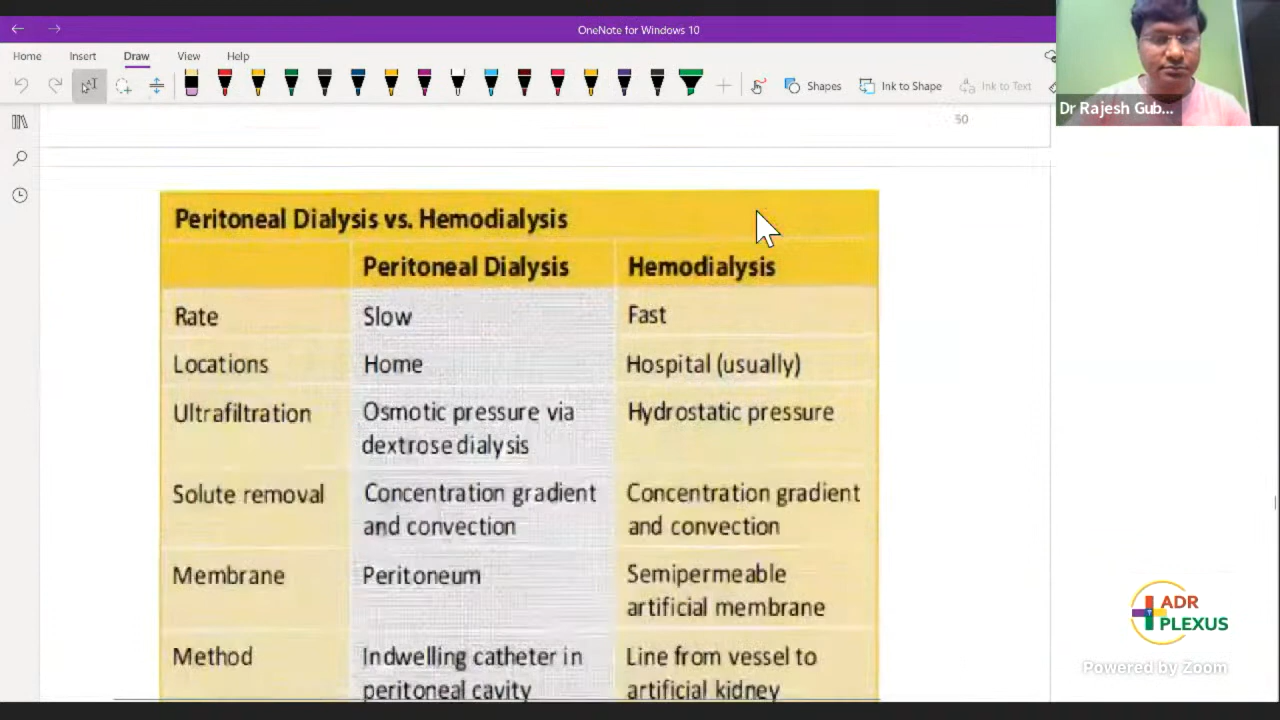 OneNote for Windows 10
Home Insert Draw View Help
Shapes Ink to Shape Ink to Text
Dr Rajesh Gub...
50
Peritoneal Dialysis vs. Hemodialysis
Peritoneal Dialysis Hemodialysis
Rate Slow Fast
Locations Home Hospital (usually)
Ultrafiltration Osmotic pressure via Hydrostatic pressure
dextrose dialysis
Solute removal Concentration gradient Concentration gradient
and convection and convection
Membrane Peritoneum Semipermeable
artificial membrane
Method Indwelling catheter in Line from vessel to
peritoneal cavity artificial kidney
ADR
PLEXUS
Powered by Zoom